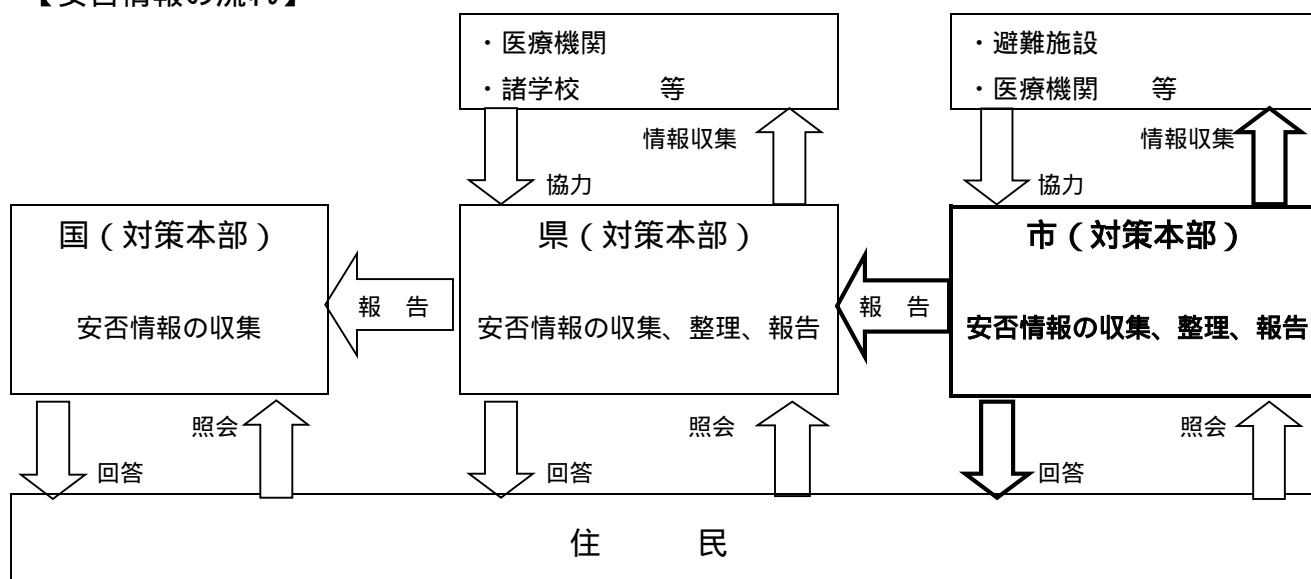 【安否情報の流れ】
・医療機関
・諸学校　　等
・避難施設
・医療機関　　等
情報収集
協力
情報収集
協力
国（対策本部）
安否情報の収集
報　告
県（対策本部）
安否情報の収集、整理、報告
報　告
市（対策本部）
安否情報の収集、整理、報告
照会
回答
照会
回答
照会
回答
住　　　民